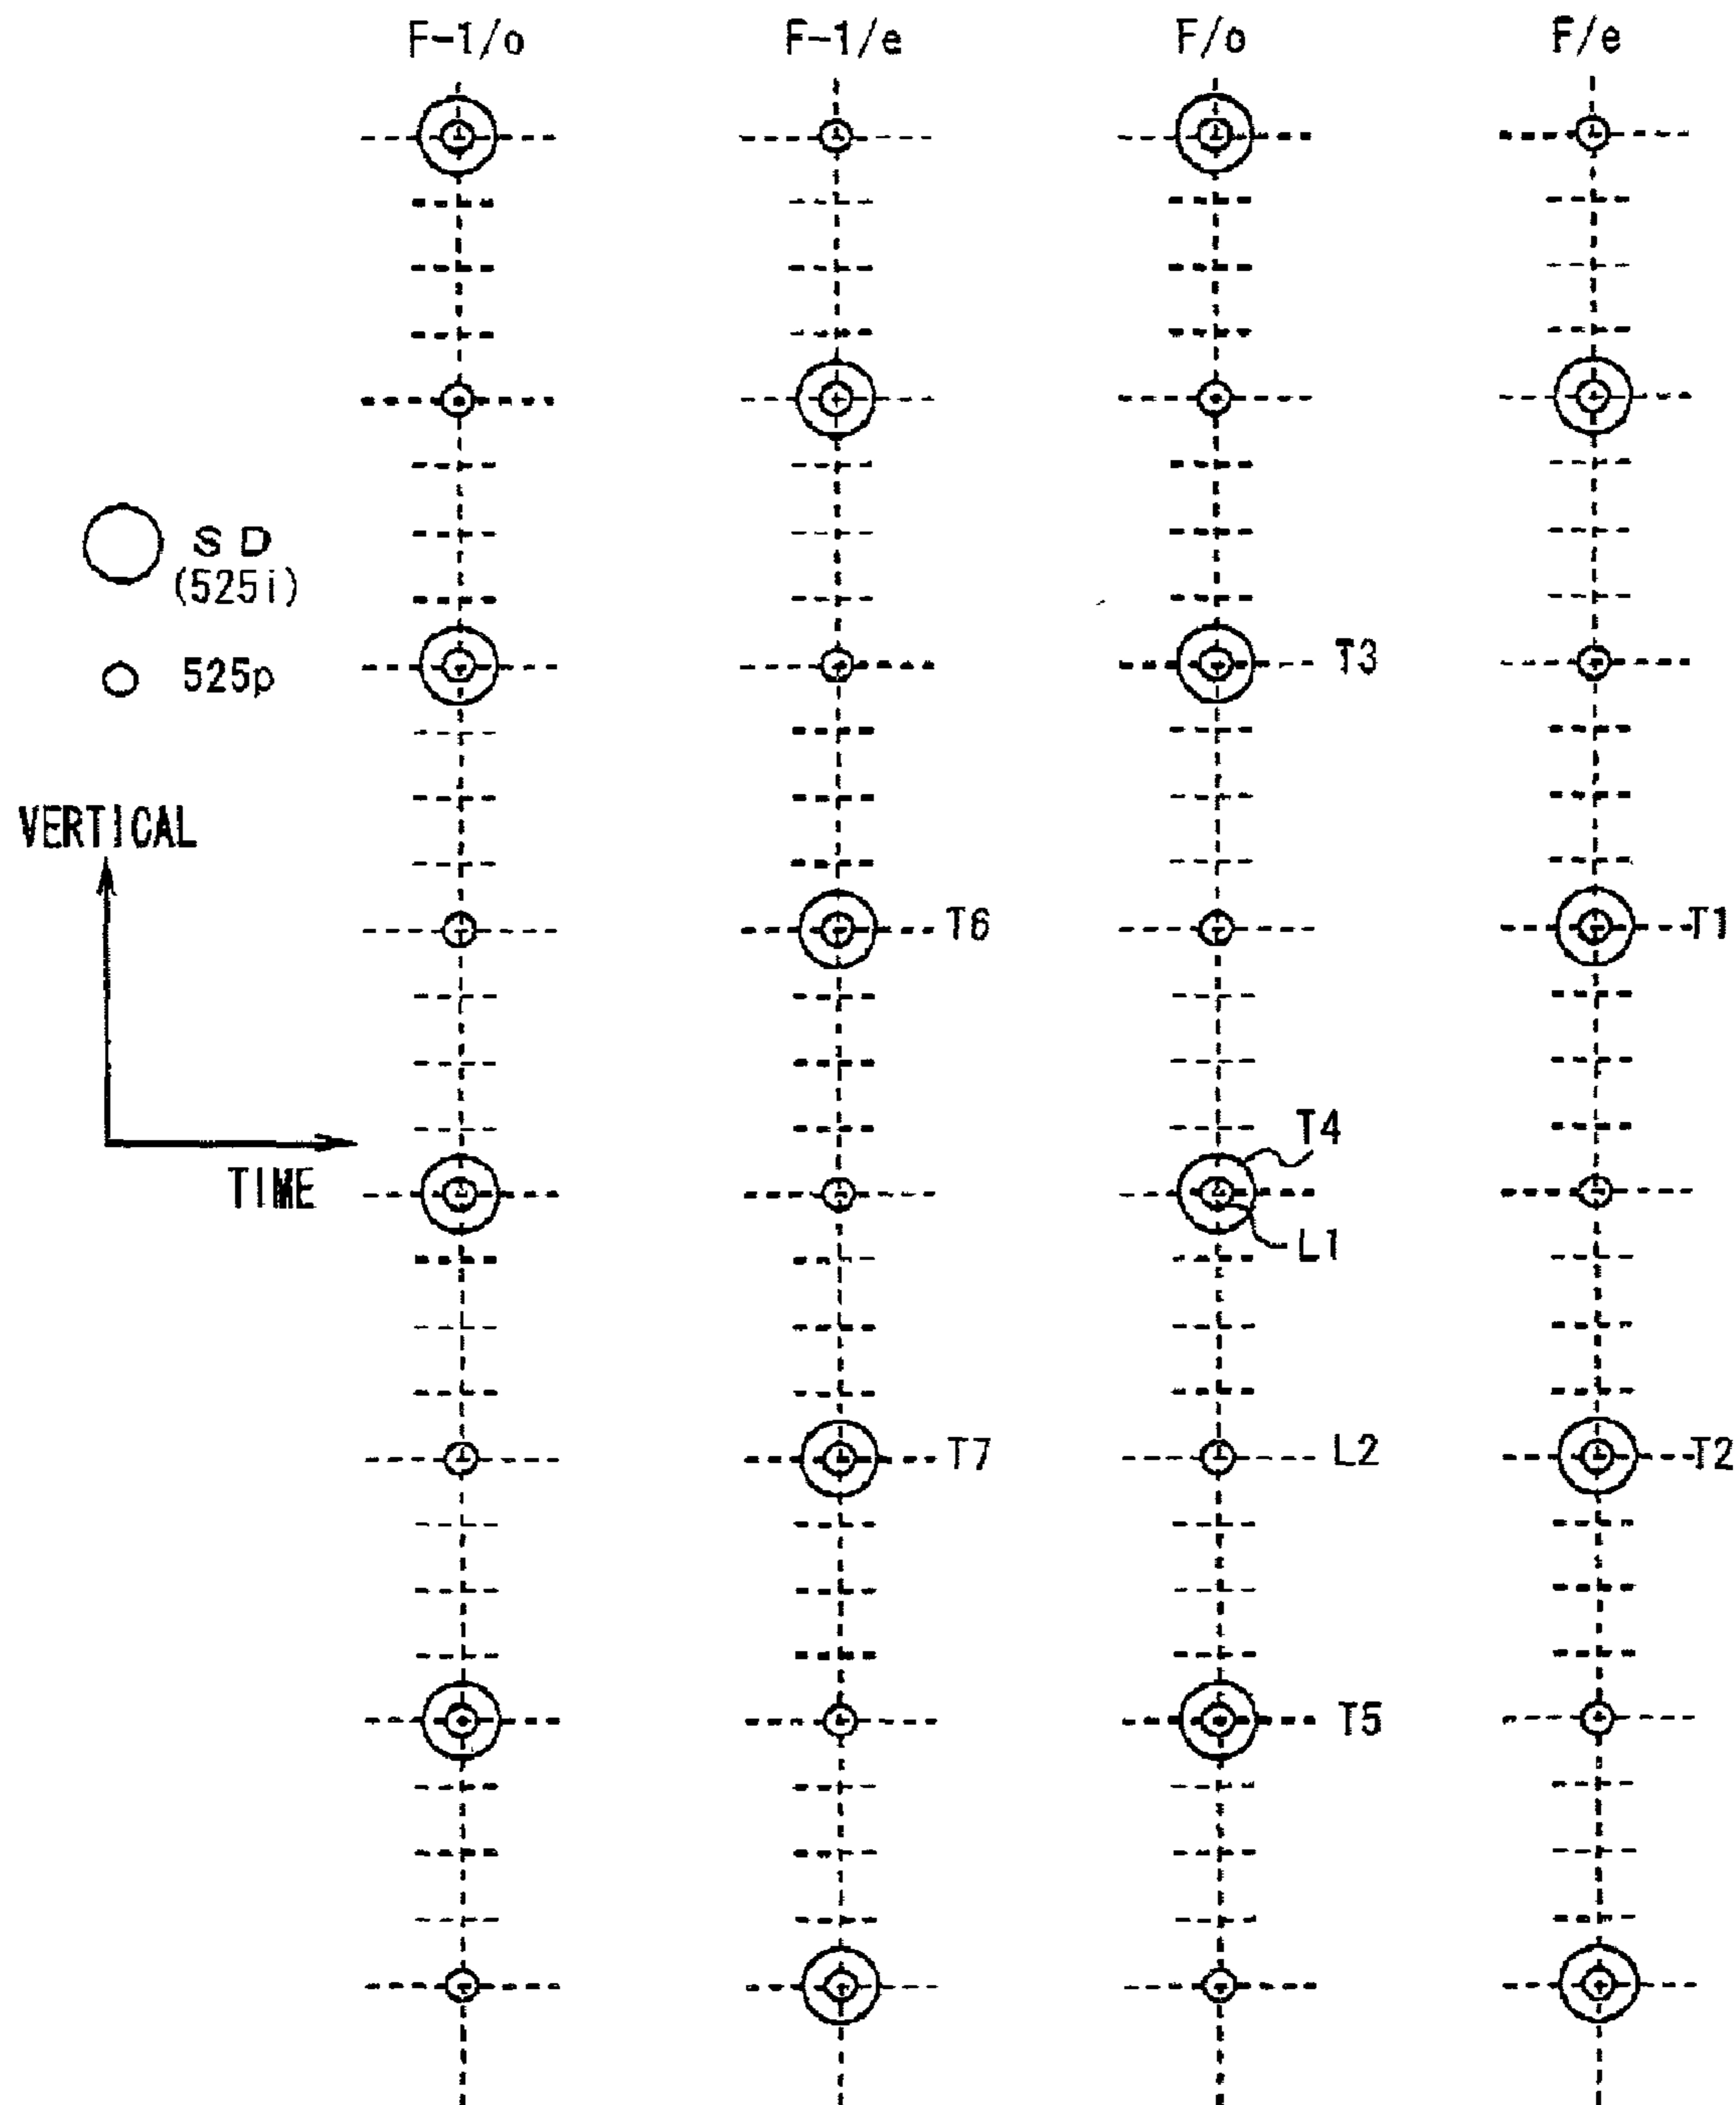 F-1/o
F-1/e
F/o
F/e
SD
(525i)
525p
T3
VERTICAL
T6
T1
T4
TIME
L1
T7
L2
T2
T5